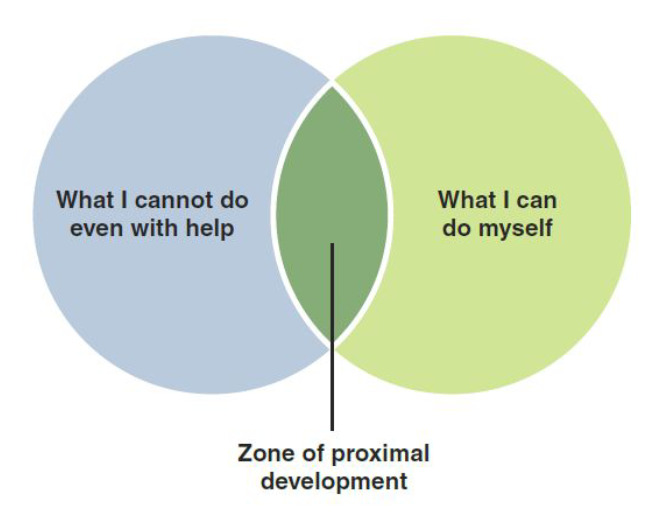 What I cannot do
even with help
What I can
do myself
Zone of proximal
development